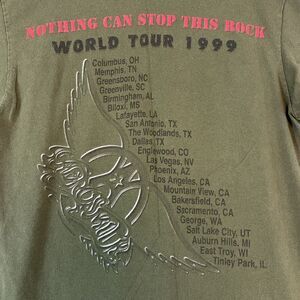 NOTHING CAN STOP THIS ROCK
WORLD TOUR 1999
Columbus, OH
Memphis, TN
Greensboro, NC
Greenville, SC
Birmingham, AL
Biloxi, MS
Lafayette, LA
San Antonio, TX
The Woodlands, TX
Dallas, TX
Englewood, CO
Las Vegas, NV
Phoenix, AZ
Los Angeles, CA
Mountain View, CA
Bakersfield, CA
Sacramento, CA
George, WA
Salt Lake City, UT
Auburn Hills, MI
East Troy, WI
Tinley Park, IL